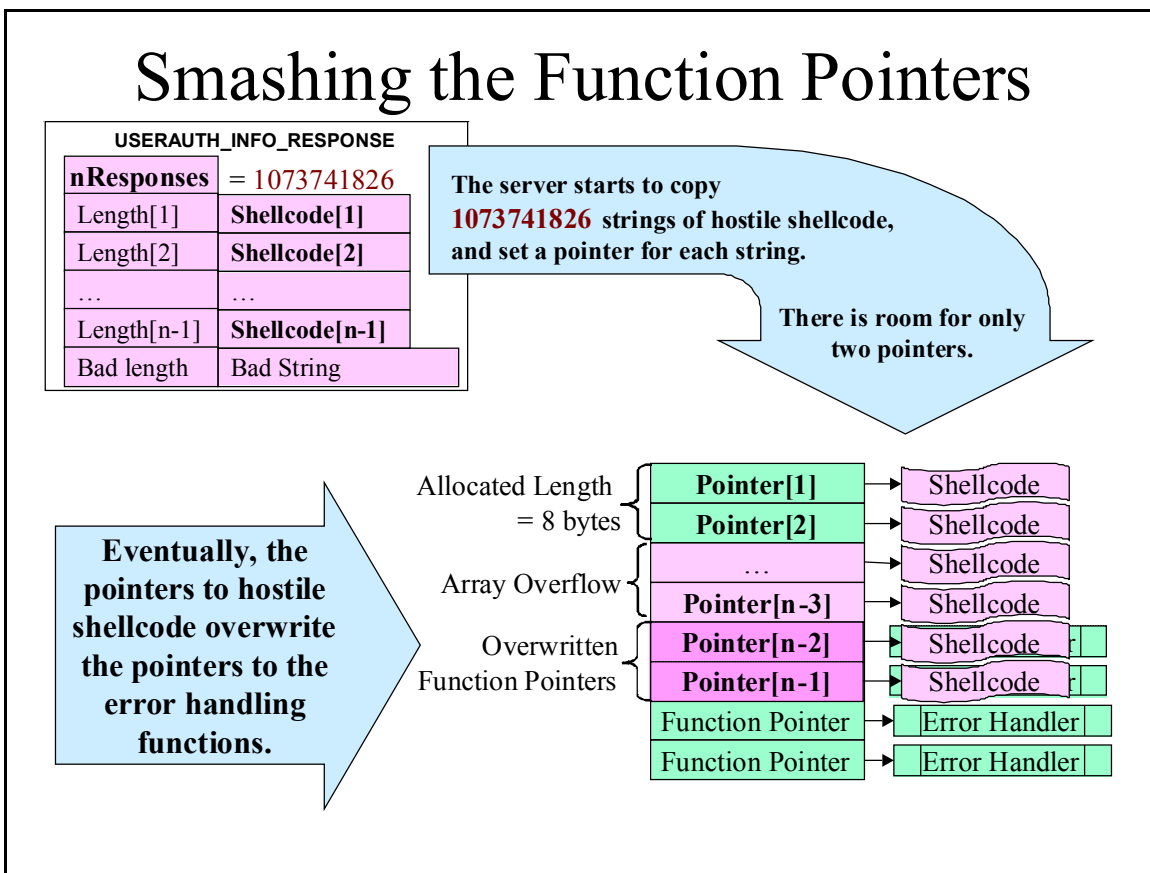 Smashing the Function Pointers
USERAUTH_INFO_RESPONSE
nResponses = 1073741826
Length[1] Shellcode[1]
Length[2] Shellcode[2]
… …
Length[n-1] Shellcode[n-1]
Bad length Bad String
The server starts to copy
1073741826 strings of hostile shellcode,
and set a pointer for each string.
There is room for only
two pointers.
Eventually, the
pointers to hostile
shellcode overwrite
the pointers to the
error handling
functions.
Allocated Length
= 8 bytes
Array Overflow
Overwritten
Function Pointers
Pointer[1] Shellcode
Pointer[2] Shellcode
… Shellcode
Pointer[n-3] Shellcode
Pointer[n-2] Shellcode r
Pointer[n-1] Shellcode r
Function Pointer Error Handler
Function Pointer Error Handler